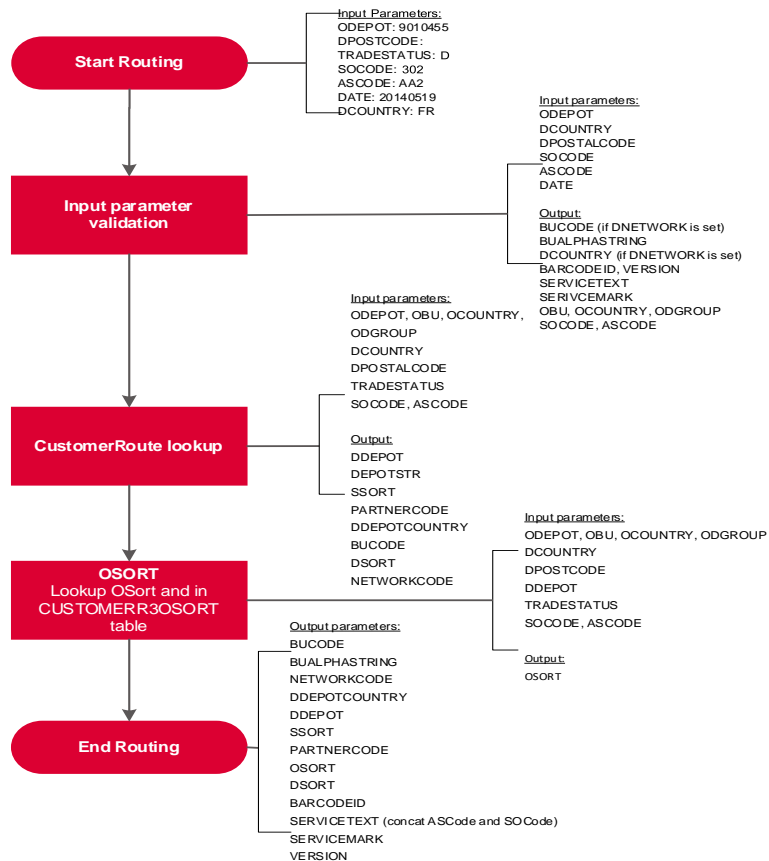 Start Routing
Input Parameters:
ODEPOT: 9010455
DPOSTCODE:
TRADESTATUS: D
SOCODE: 302
ASCODE: AA2
DATE: 20140519
DCOUNTRY: FR
Input parameter
validation
Input parameters:
ODEPOT
DCOUNTRY
DPOSTALCODE
SOCODE
ASCODE
DATE
Output:
BUCODE (if DNETWORK is set)
BUALPHASTRING
DCOUNTRY (if DNETWORK is set)
BARCODEID, VERSION
SERVICETEXT
SERIVCEMARK
OBU, OCOUNTRY, ODGROUP
SOCODE, ASCODE
CustomerRoute lookup
Input parameters:
ODEPOT, OBU, OCOUNTRY,
ODGROUP
DCOUNTRY
DPOSTALCODE
TRADESTATUS
SOCODE, ASCODE
Output:
DDEPOT
DEPOTSTR
SSORT
PARTNERCODE
DDEPOTCOUNTRY
BUCODE
DSORT
NETWORKCODE
OSORT
Lookup OSort and in
CUSTOMERR3OSORT
table
Input parameters:
ODEPOT, OBU, OCOUNTRY, ODGROUP
DCOUNTRY
DPOSTCODE
DDEPOT
TRADESTATUS
SOCODE, ASCODE
Output:
OSORT
End Routing
Output parameters:
BUCODE
BUALPHASTRING
NETWORKCODE
DDEPOTCOUNTRY
DDEPOT
SSORT
PARTNERCODE
OSORT
DSORT
BARCODEID
SERVICETEXT (concat ASCode and SOCode)
SERVICEMARK
VERSION